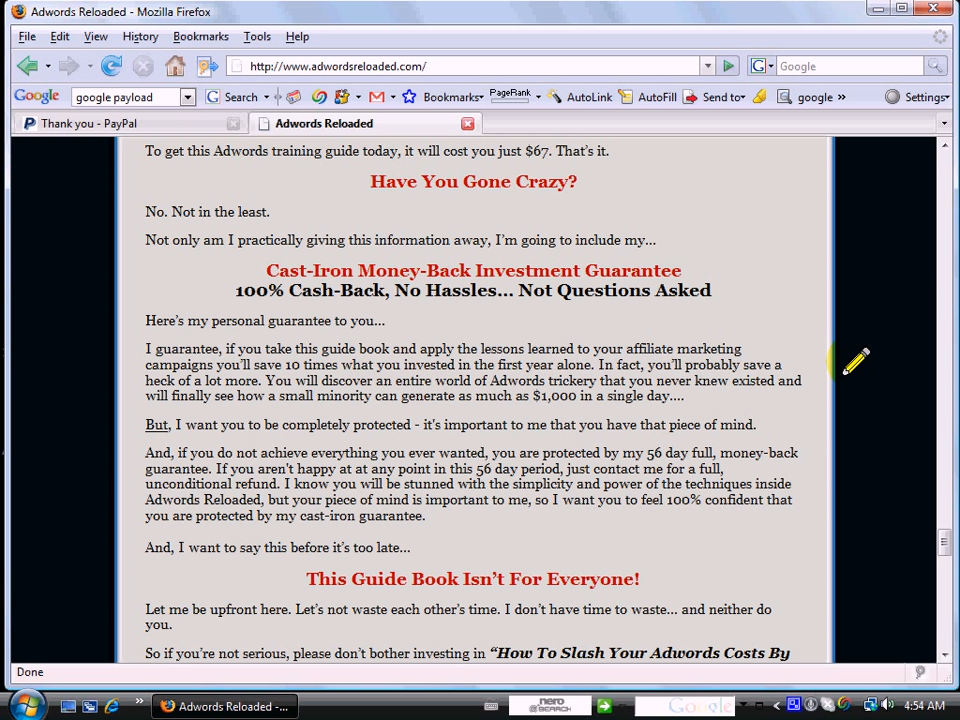 Adwords Reloaded - Mozilla Firefox
File Edit View History Bookmarks Tools Help
http://www.adwordsreloaded.com/
Google
Google google payload Search PageRank Bookmarks AutoLink AutoFill Send to google » Settings
Thank you - PayPal Adwords Reloaded
To get this Adwords training guide today, it will cost you just $67. That's it.
Have You Gone Crazy?
No. Not in the least.
Not only am I practically giving this information away, I'm going to include my...
Cast-Iron Money-Back Investment Guarantee
100% Cash-Back, No Hassles... Not Questions Asked
Here's my personal guarantee to you...
I guarantee, if you take this guide book and apply the lessons learned to your affiliate marketing
campaigns you'll save 10 times what you invested in the first year alone. In fact, you'll probably save a
heck of a lot more. You will discover an entire world of Adwords trickery that you never knew existed and
will finally see how a small minority can generate as much as $1,000 in a single day....
But, I want you to be completely protected - it's important to me that you have that piece of mind.
And, if you do not achieve everything you ever wanted, you are protected by my 56 day full, money-back
guarantee. If you aren't happy at at any point in this 56 day period, just contact me for a full,
unconditional refund. I know you will be stunned with the simplicity and power of the techniques inside
Adwords Reloaded, but your piece of mind is important to me, so I want you to feel 100% confident that
you are protected by my cast-iron guarantee.
And, I want to say this before it's too late...
This Guide Book Isn't For Everyone!
Let me be upfront here. Let's not waste each other's time. I don't have time to waste... and neither do
you.
So if you're not serious, please don't bother investing in "How To Slash Your Adwords Costs By
Done
Adwords Reloaded -... nero SEARCH Google 4:54 AM